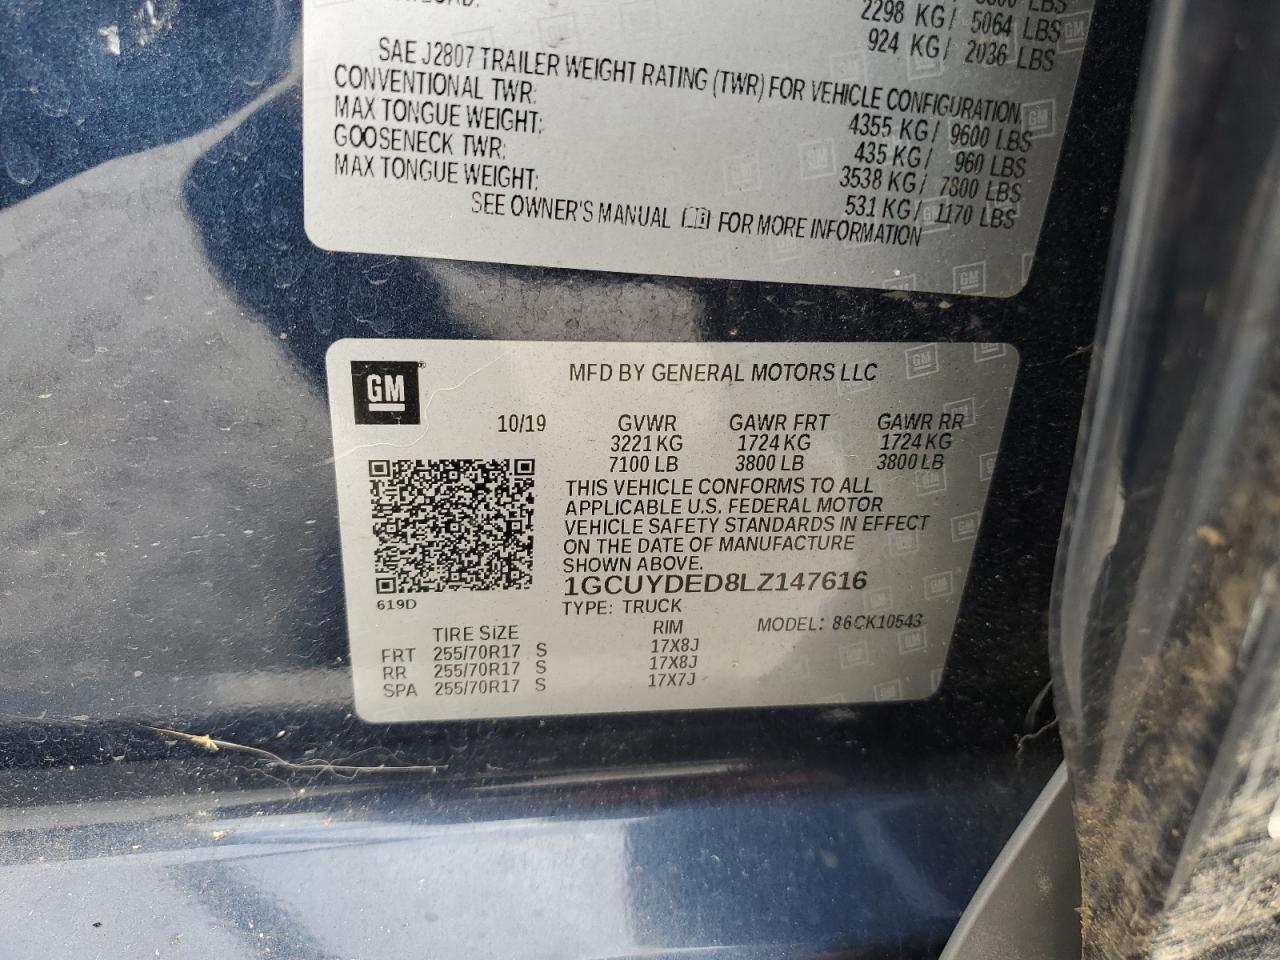 2298 KG/ 5064 LBS
924 KG/ 2036 LBS
SAE J2807 TRAILER WEIGHT RATING (TWR) FOR VEHICLE CONFIGURATION
CONVENTIONAL TWR: 4355 KG/ 9600 LBS
MAX TONGUE WEIGHT: 435 KG/ 960 LBS
GOOSENECK TWR: 3538 KG/ 7800 LBS
MAX TONGUE WEIGHT: 531 KG/ 1170 LBS
SEE OWNER'S MANUAL FOR MORE INFORMATION
GM
MFD BY GENERAL MOTORS LLC
10/19 GVWR GAWR FRT GAWR RR
3221 KG 1724 KG 1724 KG
7100 LB 3800 LB 3800 LB
THIS VEHICLE CONFORMS TO ALL
APPLICABLE U.S. FEDERAL MOTOR
VEHICLE SAFETY STANDARDS IN EFFECT
ON THE DATE OF MANUFACTURE
SHOWN ABOVE.
1GCUYDED8LZ147616
619D
TYPE: TRUCK
MODEL: 86CK10543
TIRE SIZE RIM
FRT 255/70R17 S 17X8J
RR 255/70R17 S 17X8J
SPA 255/70R17 S 17X7J